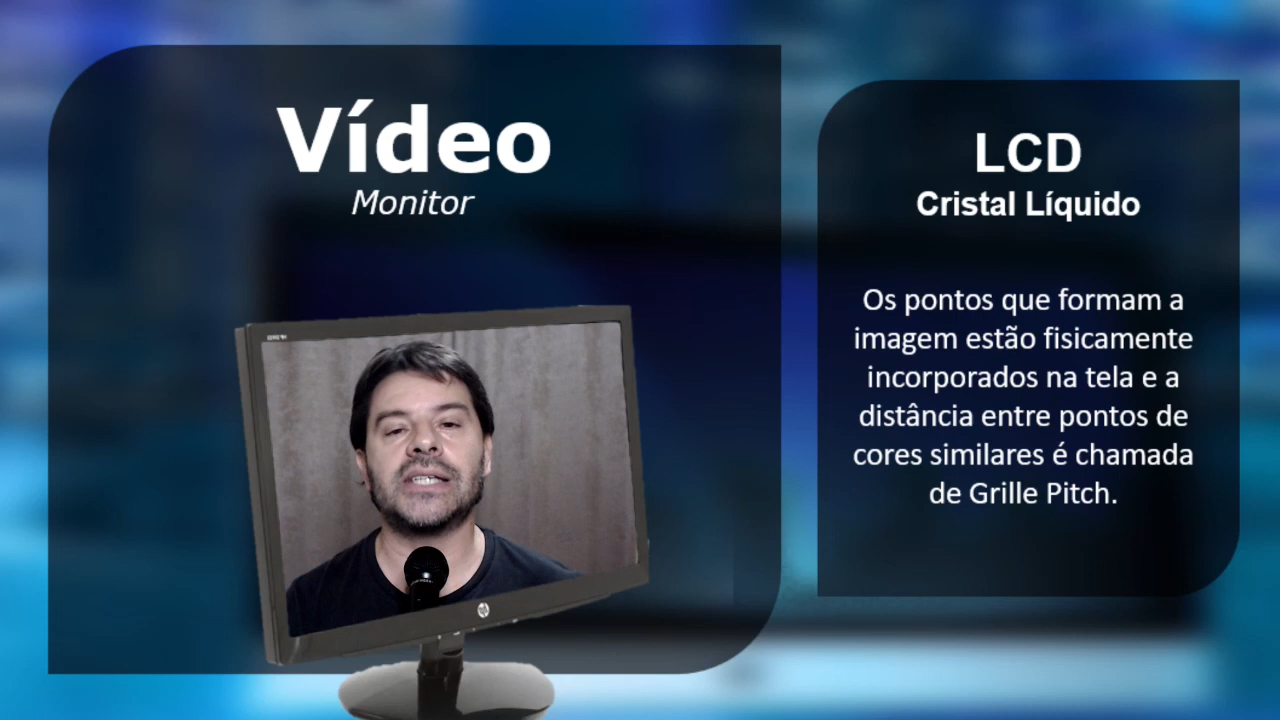 Vídeo
Monitor
LCD
Cristal Líquido
Os pontos que formam a
imagem estão fisicamente
incorporados na tela e a
distância entre pontos de
cores similares é chamada
de Grille Pitch.
hp